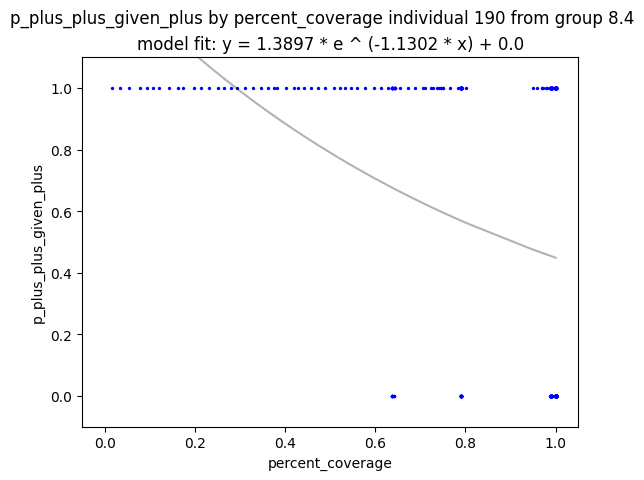 p_plus_plus_given_plus by percent_coverage individual 190 from group 8.4
model fit: y = 1.3897 * e ^ (-1.1302 * x) + 0.0
1.0
0.8
0.6
0.4
0.2
0.0
p_plus_plus_given_plus
0.0 0.2 0.4 0.6 0.8 1.0
percent_coverage